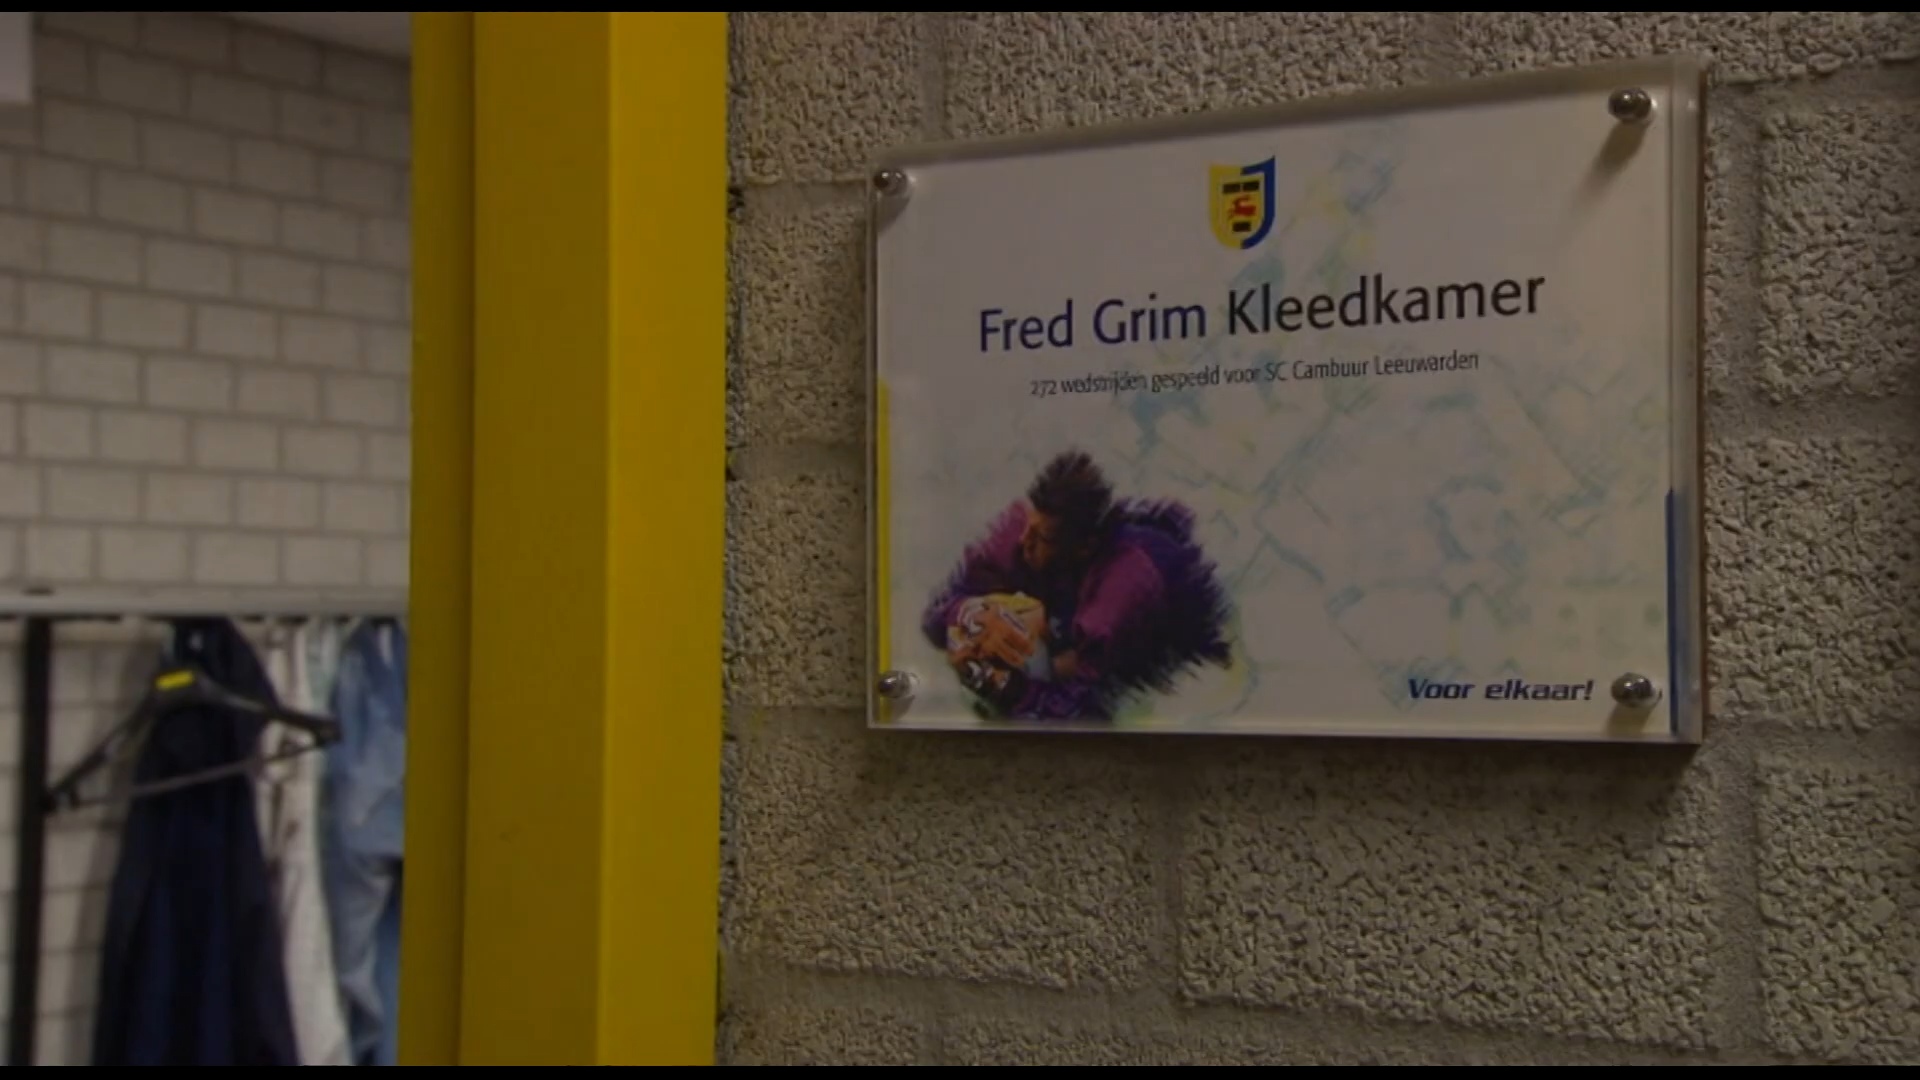 Fred Grim Kleedkamer
272 wedstrijden gespeeld voor SC Cambuur Leeuwarden
Voor elkaar!